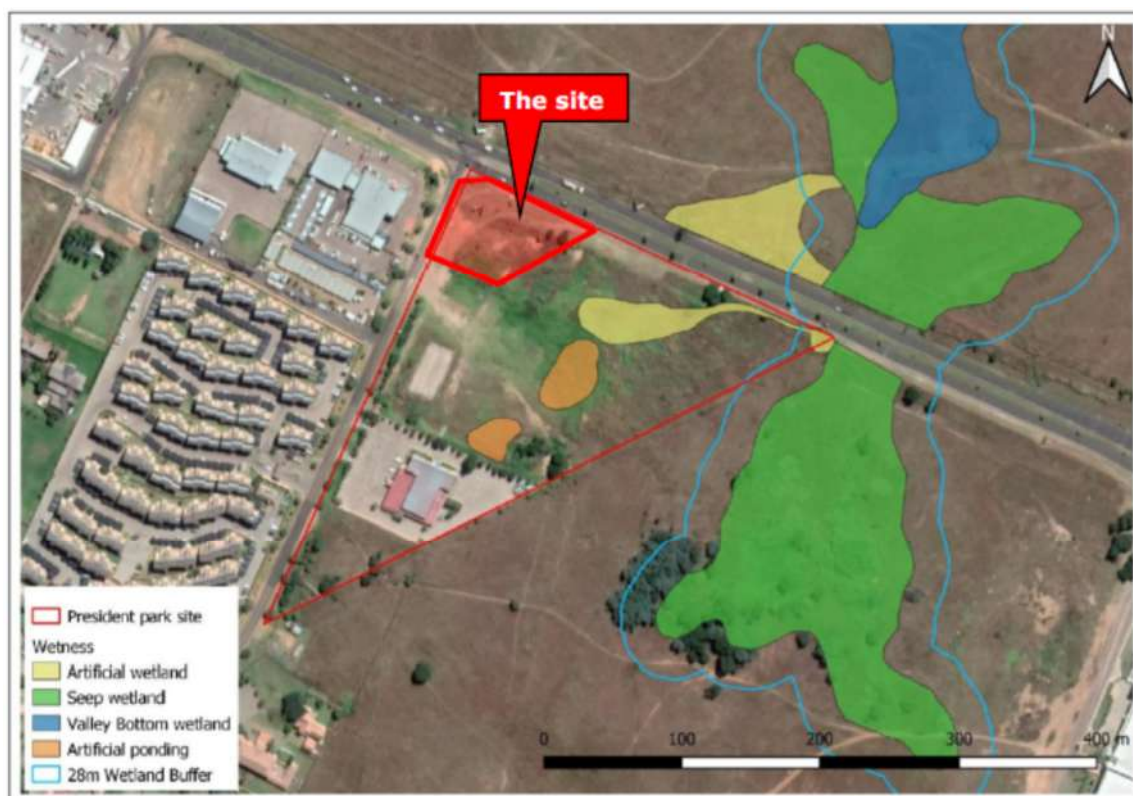 N
The site
President park site
Wetness
Artificial wetland
Seep wetland
Valley Bottom wetland
Artificial ponding
28m Wetland Buffer
0 100 200 300 400 m